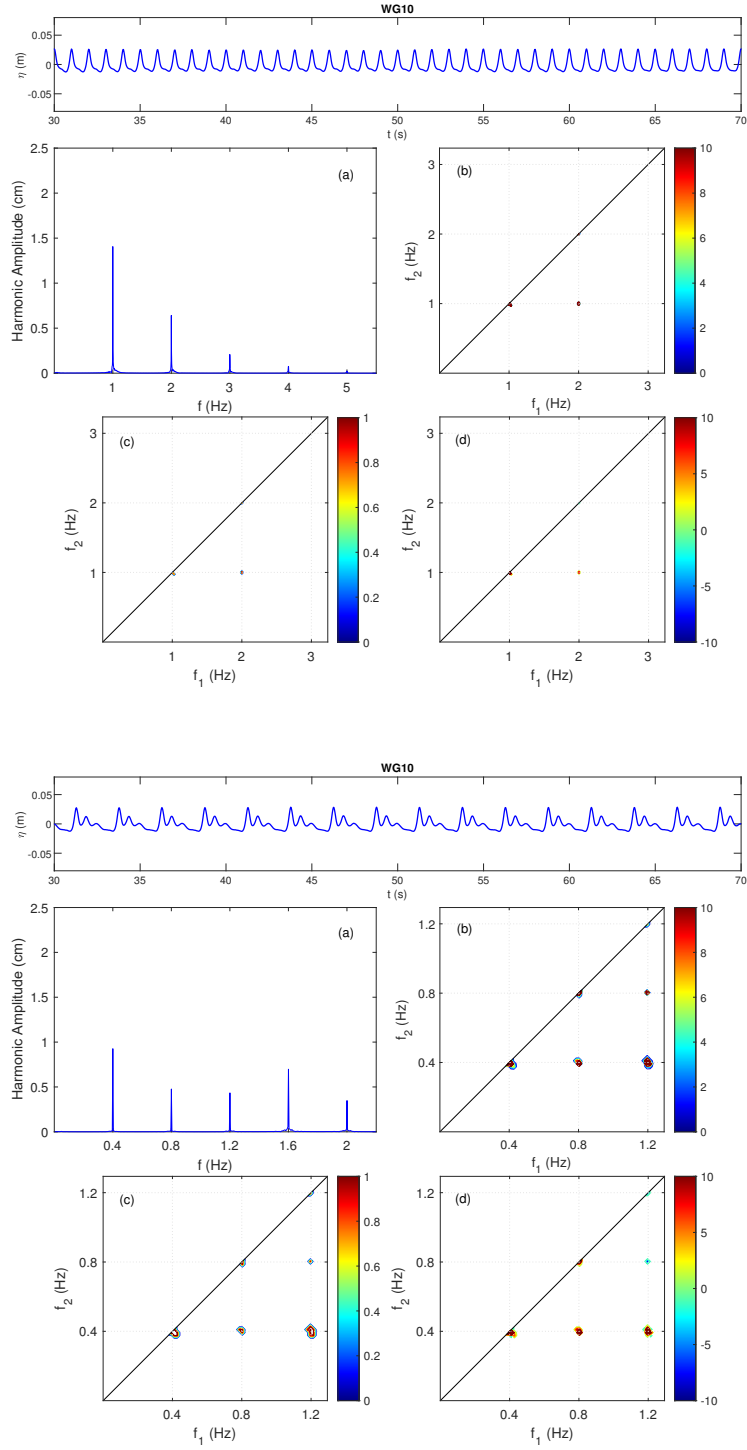 WG10
0.05
0
-0.05
η (m)
30 35 40 45 50 55 60 65 70
t (s)
2.5
2
1.5
1
0.5
0
Harmonic Amplitude (cm)
(a)
1 2 3 4 5
f (Hz)
3
2
1
f2 (Hz)
(b)
1 2 3
f1 (Hz)
10
8
6
4
2
0
3
2
1
f2 (Hz)
(c)
1 2 3
f1 (Hz)
1
0.8
0.6
0.4
0.2
0
3
2
1
f2 (Hz)
(d)
1 2 3
f1 (Hz)
10
5
0
-5
-10
WG10
0.05
0
-0.05
η (m)
30 35 40 45 50 55 60 65 70
t (s)
2.5
2
1.5
1
0.5
0
Harmonic Amplitude (cm)
(a)
0.4 0.8 1.2 1.6 2
f (Hz)
1.2
0.8
0.4
f2 (Hz)
(b)
0.4 0.8 1.2
f1 (Hz)
10
8
6
4
2
0
1.2
0.8
0.4
f2 (Hz)
(c)
0.4 0.8 1.2
f1 (Hz)
1
0.8
0.6
0.4
0.2
0
1.2
0.8
0.4
f2 (Hz)
(d)
0.4 0.8 1.2
f1 (Hz)
10
5
0
-5
-10